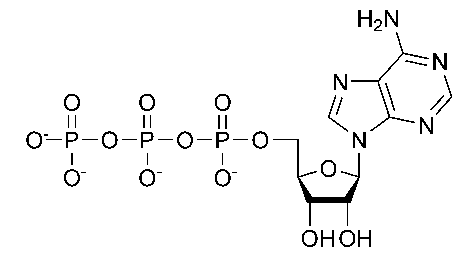 H₂N
N N
O O O
O⁻ P O P O P O N N
O⁻ O⁻ O⁻ O
OH OH